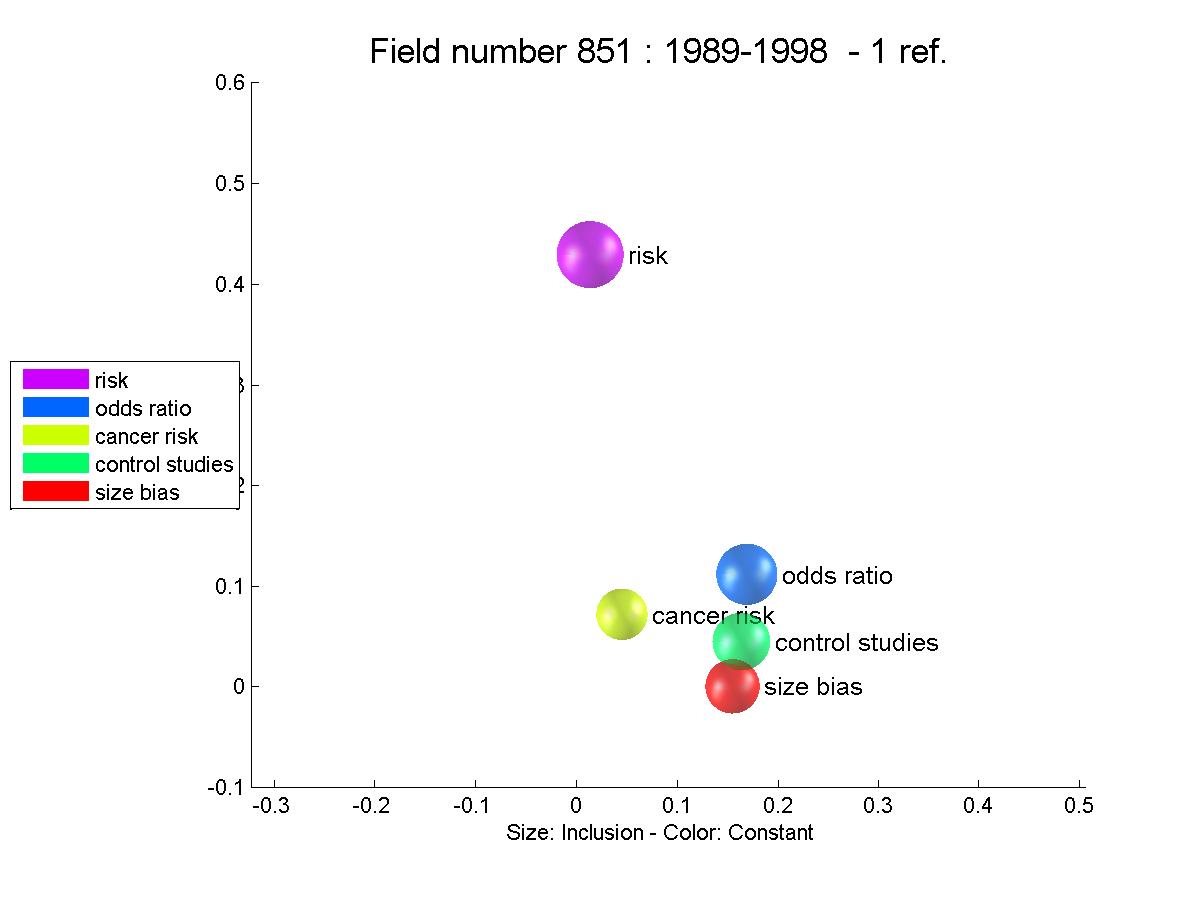 Field number 851 : 1989-1998 - 1 ref.
0.6
0.5
0.4
3
2
0.1
0
-0.1
risk
odds ratio
cancer risk
control studies
size bias
risk
odds ratio
cancer risk
control studies
size bias
-0.3 -0.2 -0.1 0 0.1 0.2 0.3 0.4 0.5
Size: Inclusion - Color: Constant